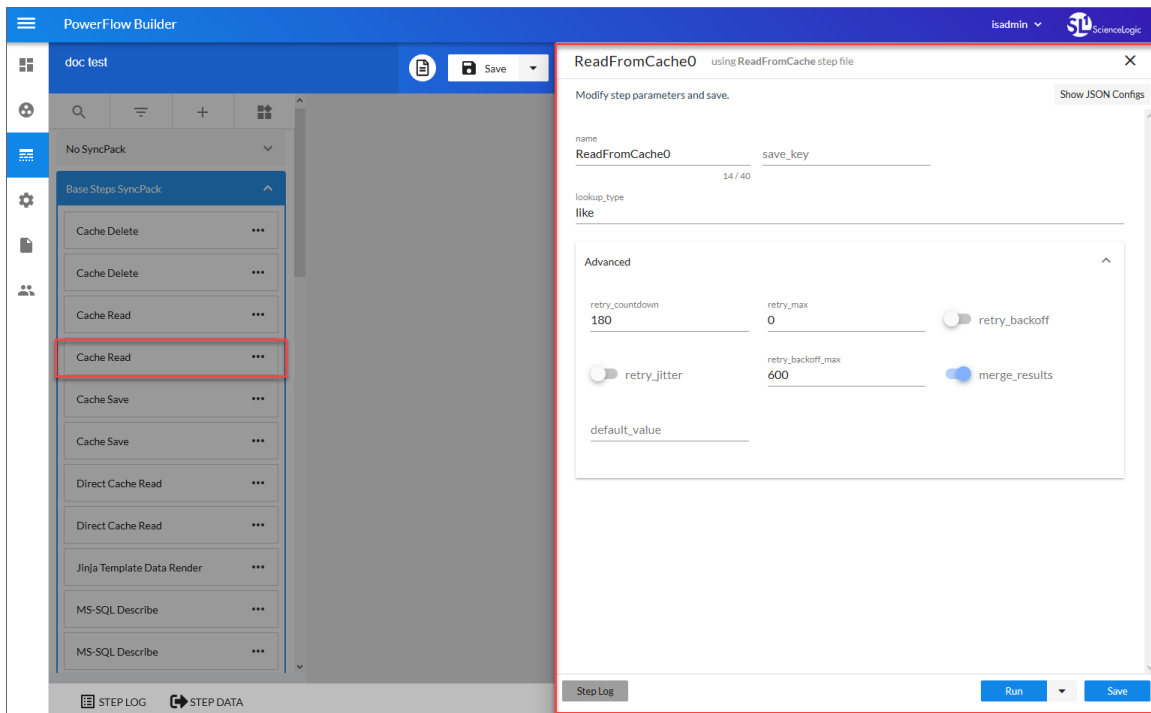 PowerFlow Builder
isadmin
SL ScienceLogic
doc test
Save
ReadFromCache0 using ReadFromCache step file
Modify step parameters and save.
Show JSON Configs
No SyncPack
Base Steps SyncPack
Cache Delete
Cache Delete
Cache Read
Cache Read
Cache Save
Cache Save
Direct Cache Read
Direct Cache Read
Jinja Template Data Render
MS-SQL Describe
MS-SQL Describe
STEP LOG
STEP DATA
name
ReadFromCache0
save_key
14 / 40
lookup_type
like
Advanced
retry_countdown
180
retry_max
0
retry_backoff
retry_jitter
retry_backoff_max
600
merge_results
default_value
Step Log
Run
Save